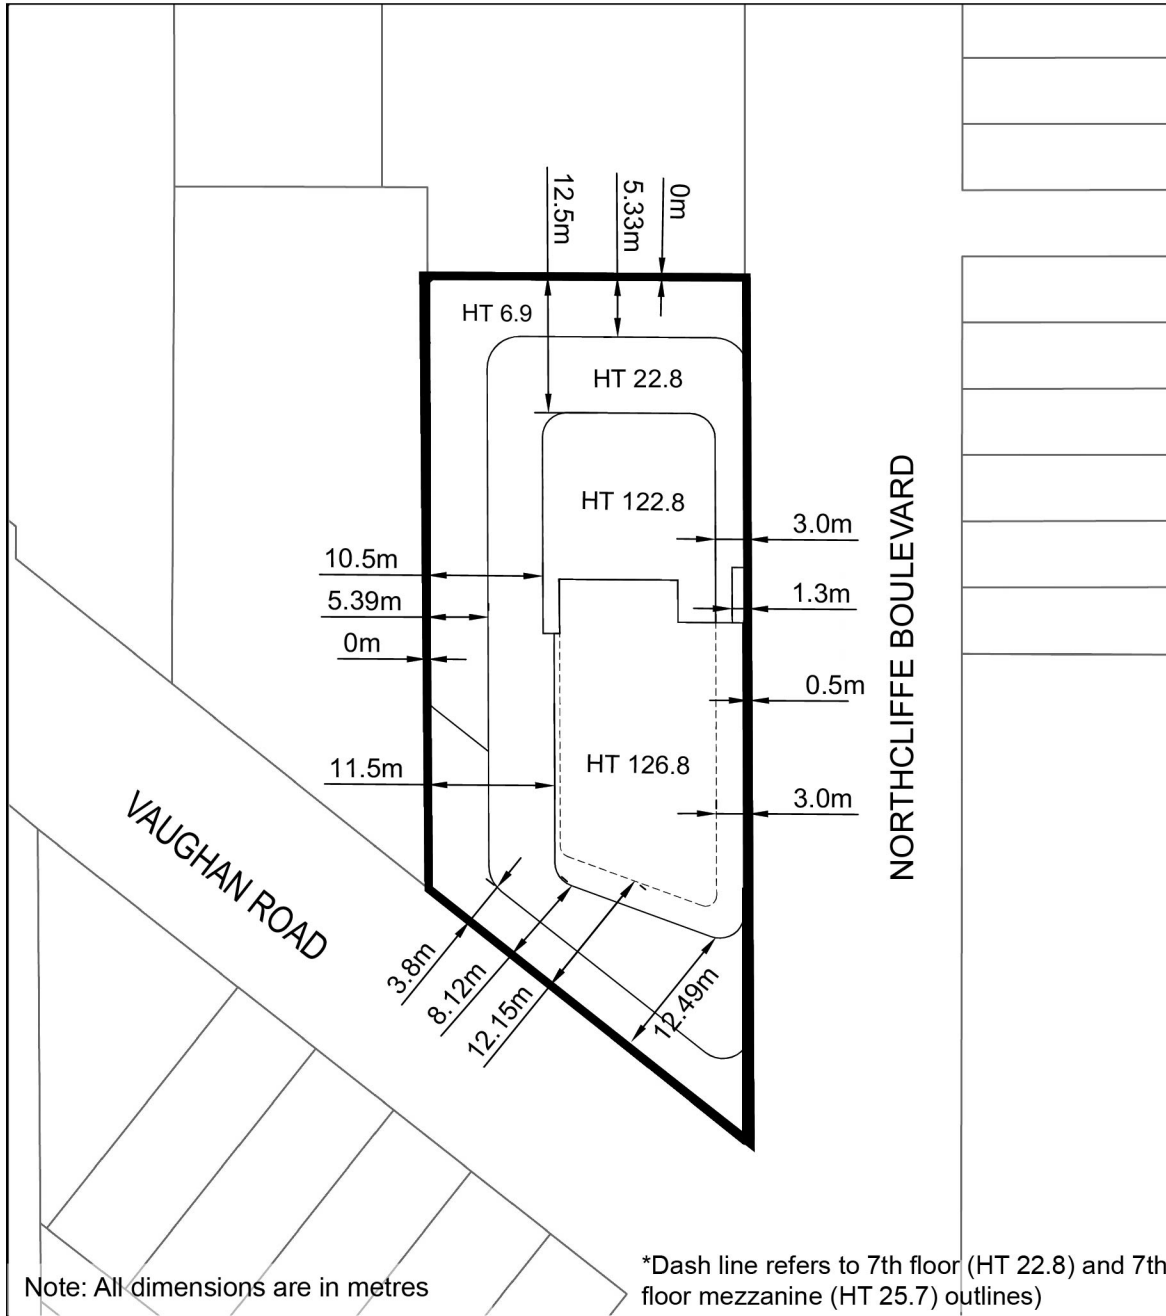 0m
5.33m
12.5m
HT 6.9
HT 22.8
HT 122.8
3.0m
10.5m
1.3m
5.39m
0m
0.5m
HT 126.8
11.5m
3.0m
NORTHCLIFFE BOULEVARD
VAUGHAN ROAD
3.8m
8.12m
12.15m
12.49m
Note: All dimensions are in metres
*Dash line refers to 7th floor (HT 22.8) and 7th
floor mezzanine (HT 25.7) outlines)